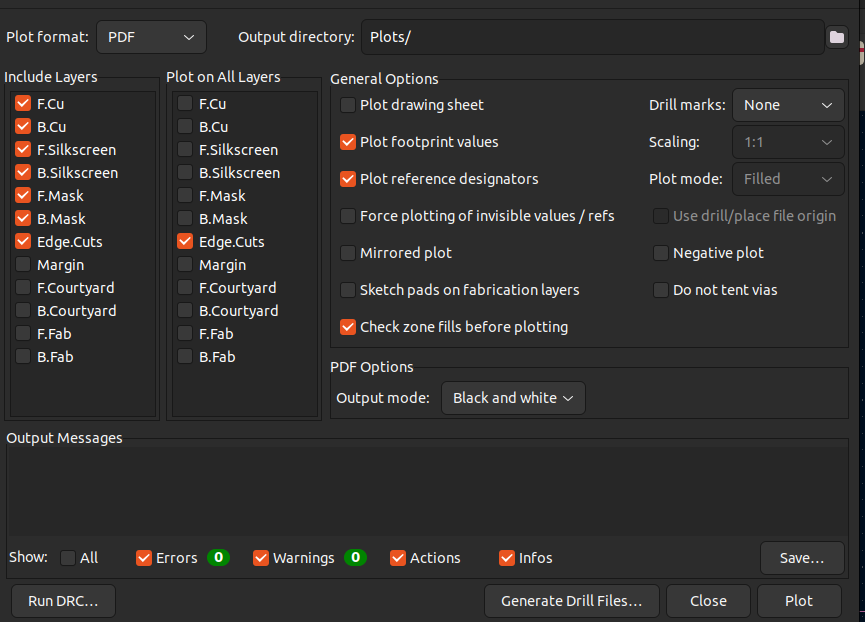 Plot format: PDF Output directory: Plots/
Include Layers
F.Cu
B.Cu
F.Silkscreen
B.Silkscreen
F.Mask
B.Mask
Edge.Cuts
Margin
F.Courtyard
B.Courtyard
F.Fab
B.Fab
Plot on All Layers
F.Cu
B.Cu
F.Silkscreen
B.Silkscreen
F.Mask
B.Mask
Edge.Cuts
Margin
F.Courtyard
B.Courtyard
F.Fab
B.Fab
General Options
Plot drawing sheet
Plot footprint values
Plot reference designators
Force plotting of invisible values / refs
Mirrored plot
Sketch pads on fabrication layers
Check zone fills before plotting
Drill marks: None
Scaling: 1:1
Plot mode: Filled
Use drill/place file origin
Negative plot
Do not tent vias
PDF Options
Output mode: Black and white
Output Messages
Show: All Errors 0 Warnings 0 Actions Infos Save...
Run DRC... Generate Drill Files... Close Plot